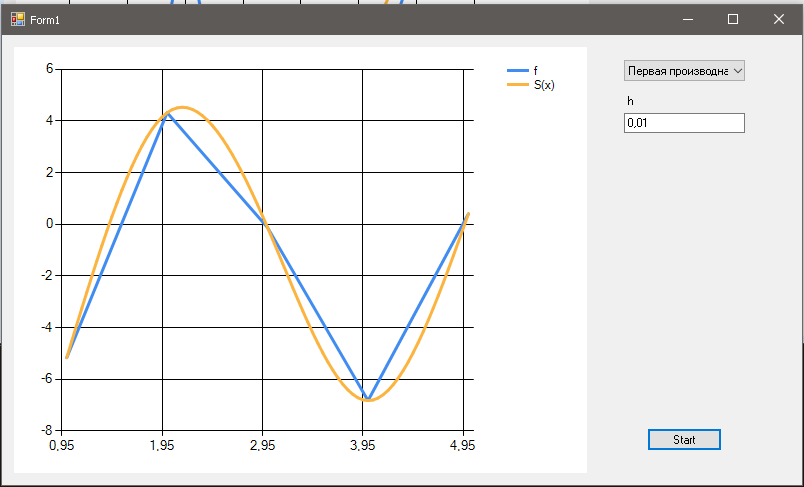 Form1
6
4
2
0
-2
-4
-6
-8
0,95
1,95
2,95
3,95
4,95
f
S(x)
Первая производна
h
0,01
Start